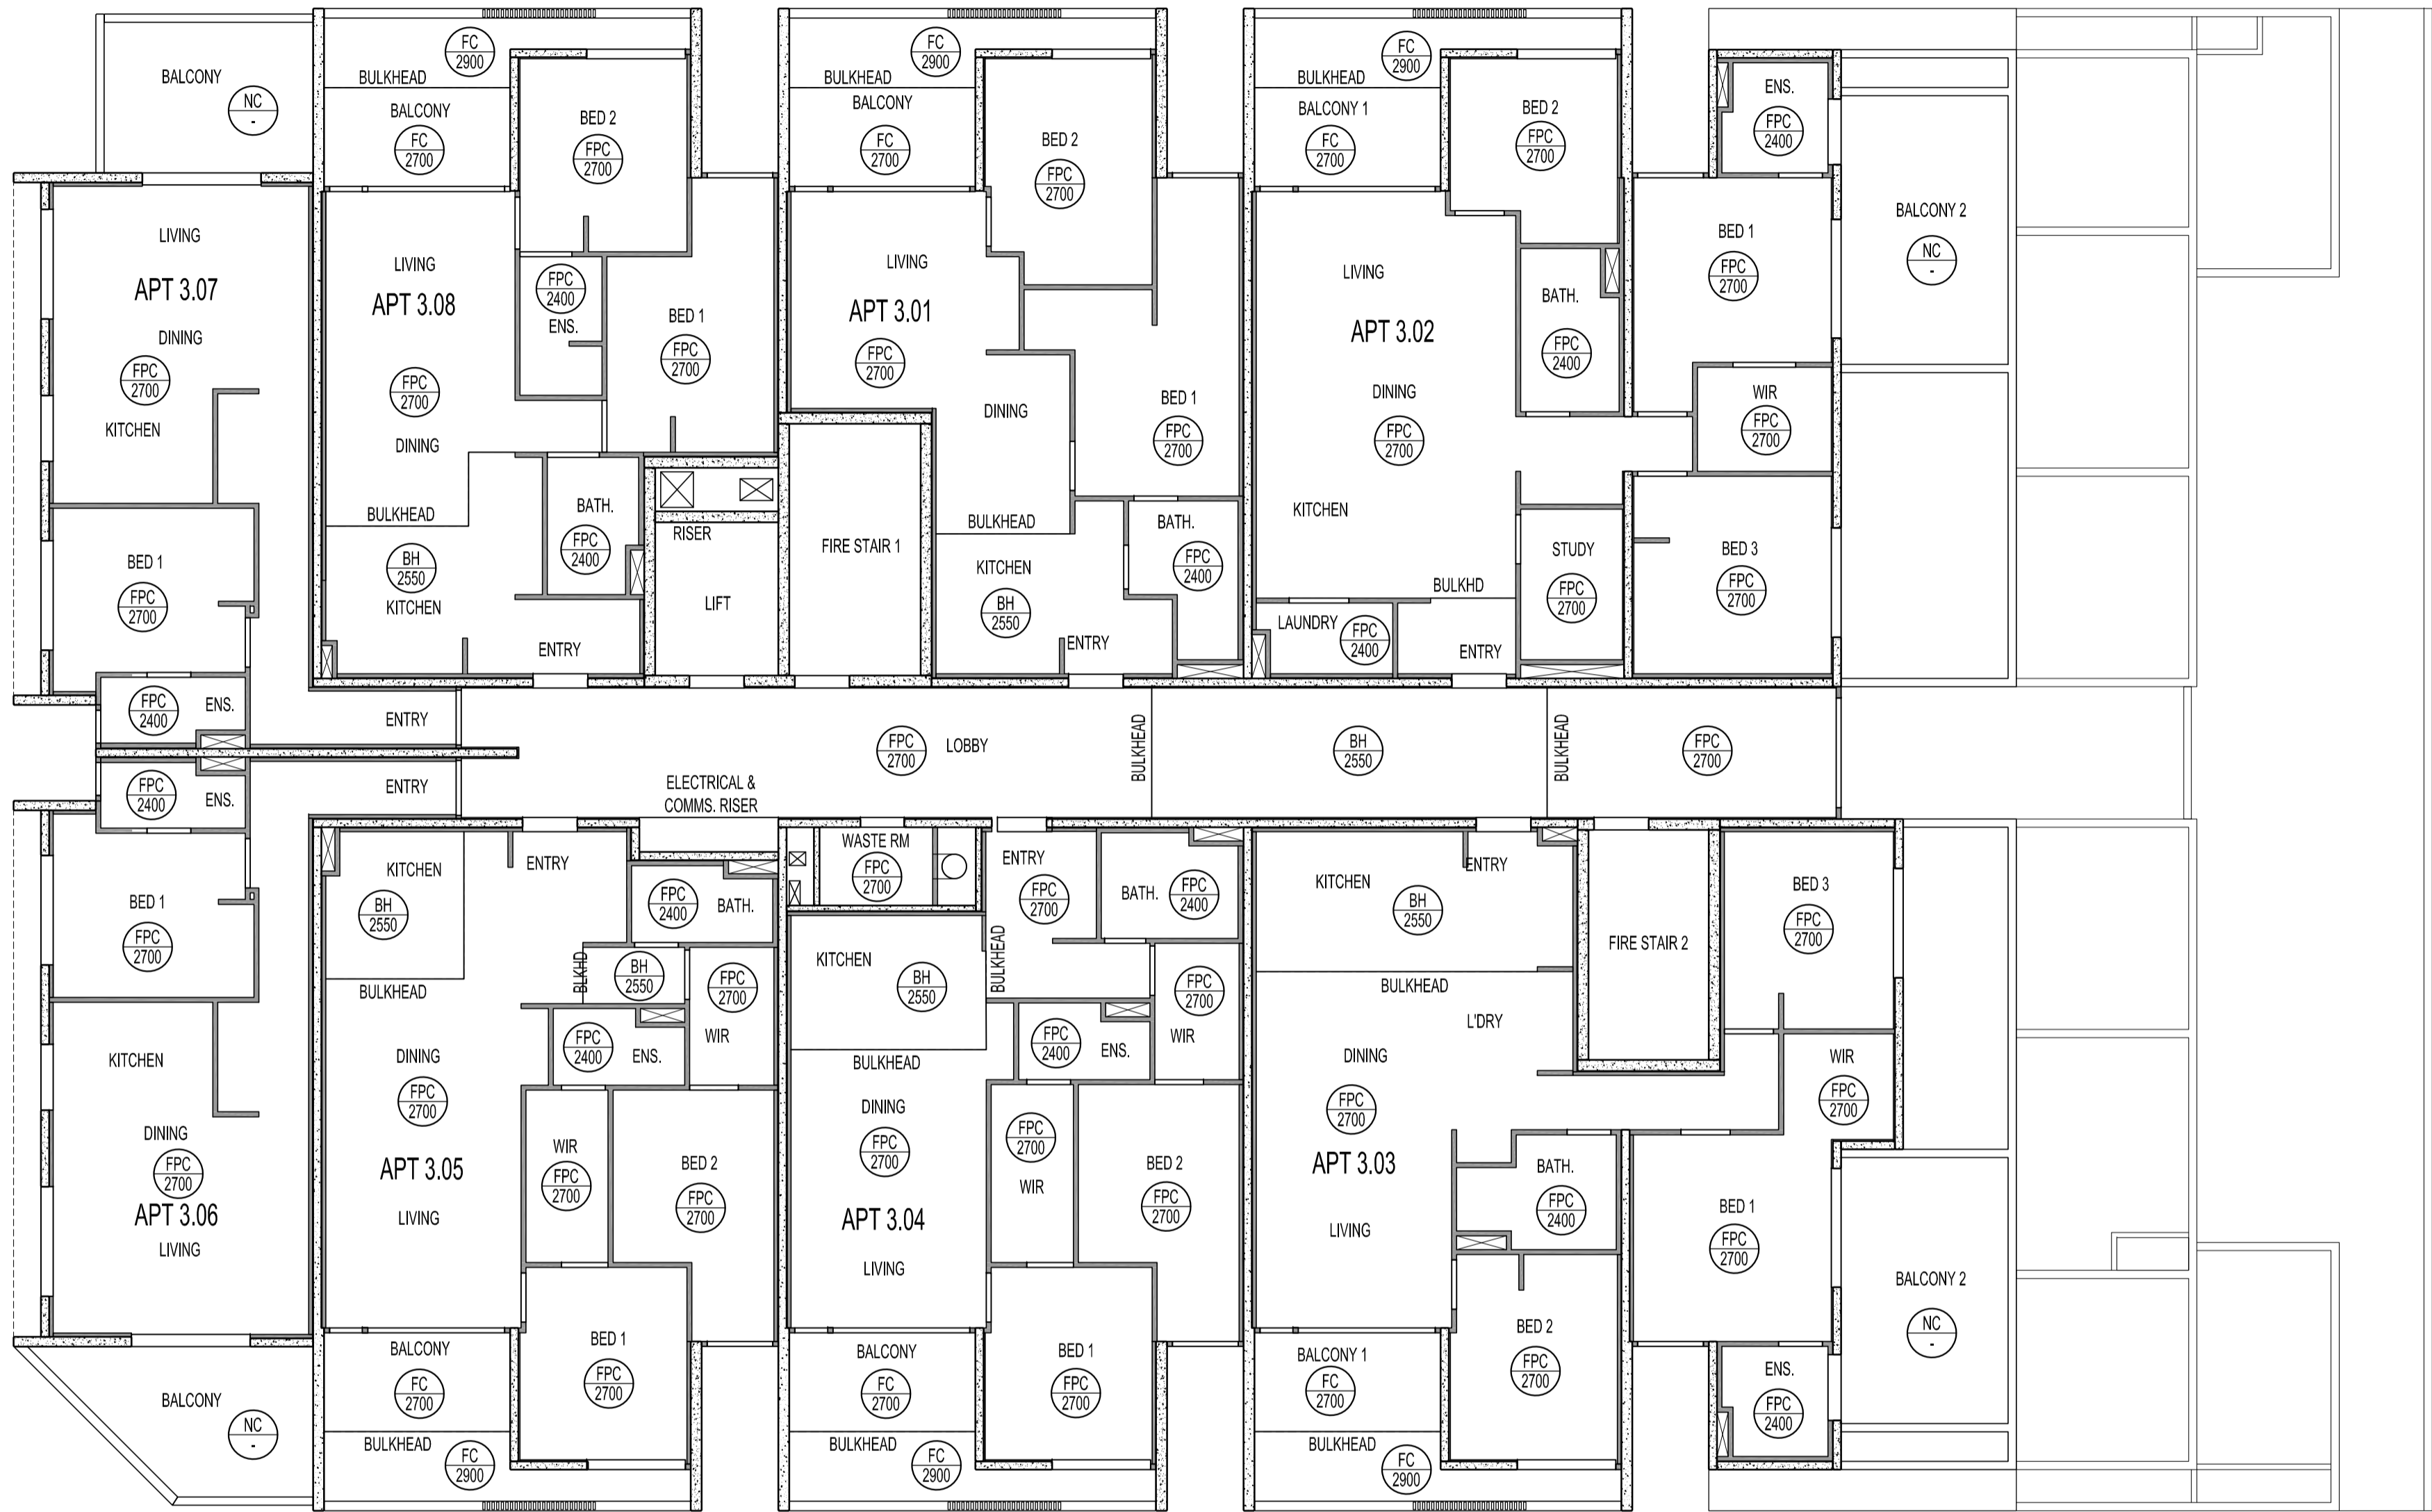 BALCONY
NC
-
LIVING
APT 3.07
DINING
FPC
2700
KITCHEN
BED 1
FPC
2700
FPC
2400
ENS.
ENTRY
FC
2900
BULKHEAD
BALCONY
FC
2700
BED 2
FPC
2700
LIVING
APT 3.08
FPC
2400
ENS.
BED 1
FPC
2700
FPC
2700
DINING
BULKHEAD
BH
2550
KITCHEN
BATH.
FPC
2400
ENTRY
RISER
LIFT
FIRE STAIR 1
FC
2900
BULKHEAD
BALCONY
FC
2700
BED 2
FPC
2700
LIVING
APT 3.01
FPC
2700
DINING
BED 1
FPC
2700
BULKHEAD
KITCHEN
BH
2550
BATH.
FPC
2400
ENTRY
FC
2900
BULKHEAD
BALCONY 1
FC
2700
BED 2
FPC
2700
LIVING
APT 3.02
BATH.
FPC
2400
DINING
FPC
2700
KITCHEN
BULKHD
LAUNDRY
FPC
2400
ENTRY
STUDY
FPC
2700
ENS.
FPC
2400
BED 1
FPC
2700
WIR
FPC
2700
BED 3
FPC
2700
BALCONY 2
NC
-
FPC
2700
LOBBY
BULKHEAD
BH
2550
BULKHEAD
FPC
2700
ELECTRICAL &
COMMS. RISER
ENTRY
FPC
2400
ENS.
BED 1
FPC
2700
KITCHEN
DINING
FPC
2700
APT 3.06
LIVING
BALCONY
NC
-
KITCHEN
BH
2550
ENTRY
FPC
2400
BATH.
BULKHEAD
BLKHD
BH
2550
FPC
2700
WIR
FPC
2400
ENS.
DINING
FPC
2700
APT 3.05
LIVING
WIR
FPC
2700
BED 2
FPC
2700
BED 1
FPC
2700
BALCONY
FC
2700
BULKHEAD
FC
2900
WASTE RM
FPC
2700
ENTRY
FPC
2700
BATH.
FPC
2400
KITCHEN
BH
2550
BULKHEAD
FPC
2700
WIR
BULKHEAD
FPC
2400
ENS.
DINING
FPC
2700
APT 3.04
LIVING
FPC
2700
WIR
BED 2
FPC
2700
BED 1
FPC
2700
BALCONY
FC
2700
BULKHEAD
FC
2900
KITCHEN
BH
2550
ENTRY
BULKHEAD
L'DRY
DINING
FPC
2700
APT 3.03
LIVING
BATH.
FPC
2400
BED 2
FPC
2700
BALCONY 1
FC
2700
BULKHEAD
FC
2900
FIRE STAIR 2
BED 3
FPC
2700
WIR
FPC
2700
BED 1
FPC
2700
ENS.
FPC
2400
BALCONY 2
NC
-